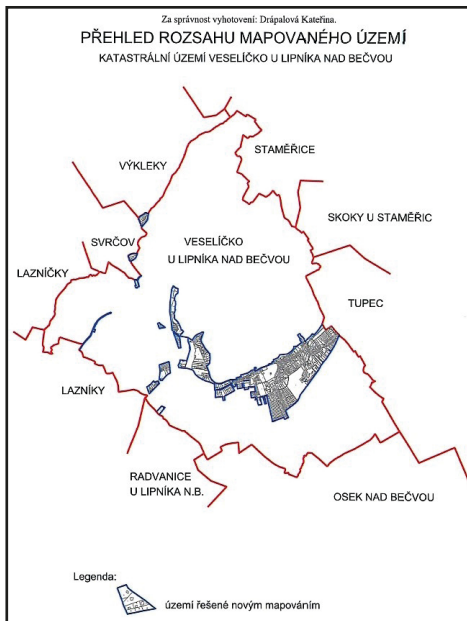 Za správnost vyhotovení: Drápalová Kateřina.
PŘEHLED ROZSAHU MAPOVANÉHO ÚZEMÍ
KATASTRÁLNÍ ÚZEMÍ VESELÍČKO U LIPNÍKA NAD BEČVOU
STAMĚŘICE
VÝKLEKY
SKOKY U STAMĚŘIC
SVRČOV
VESELÍČKO
U LIPNÍKA NAD BEČVOU
LAZNÍČKY
TUPEC
LAZNÍKY
RADVANICE
U LIPNÍKA N.B.
OSEK NAD BEČVOU
Legenda:
území řešené novým mapováním